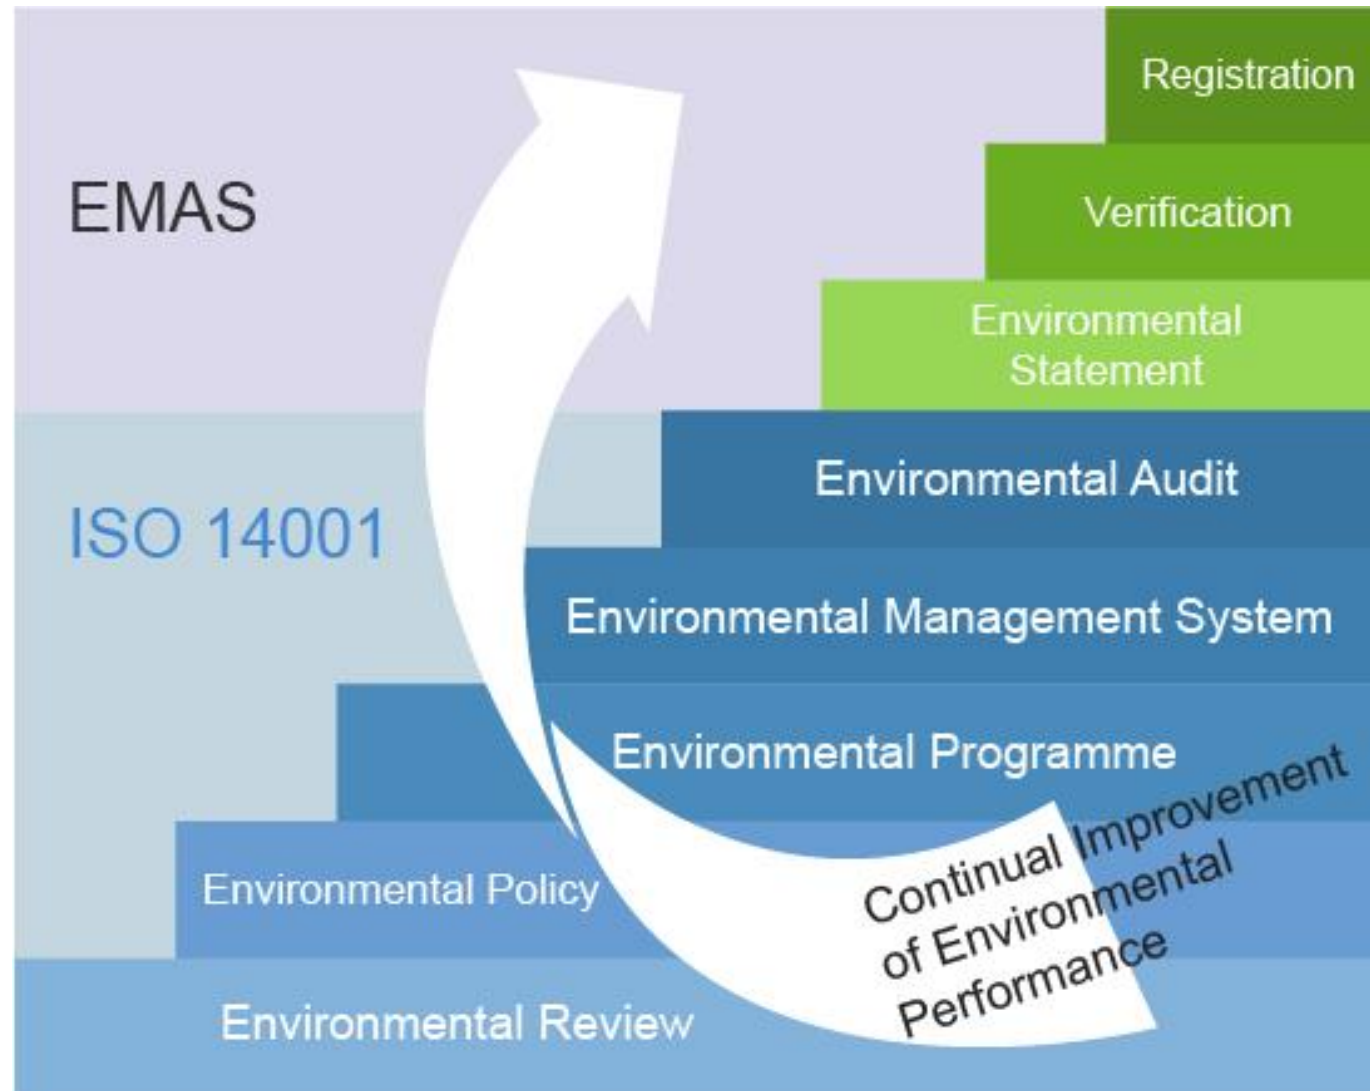 Registration
EMAS
Verification
Environmental
Statement
Environmental Audit
ISO 14001
Environmental Management System
Environmental Programme
Continual Improvement
of Environmental
Performance
Environmental Policy
Environmental Review